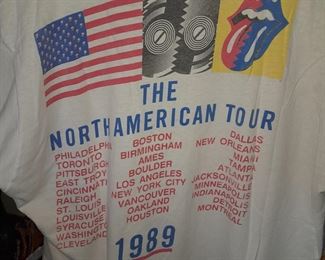 THE
NORTH AMERICAN TOUR
PHILADELPHIA
TORONTO
PITTSBURGH
EAST TROY
CINCINNATI
RALEIGH
ST. LOUIS
LOUISVILLE
SYRACUSE
WASHINGTON
CLEVELAND
BOSTON
BIRMINGHAM
AMES
BOULDER
LOS ANGELES
NEW YORK CITY
VANCOUVER
OAKLAND
HOUSTON
DALLAS
NEW ORLEANS
MIAMI
TAMPA
ATLANTA
JACKSONVILLE
MINNEAPOLIS
INDIANAPOLIS
DETROIT
MONTREAL
1989